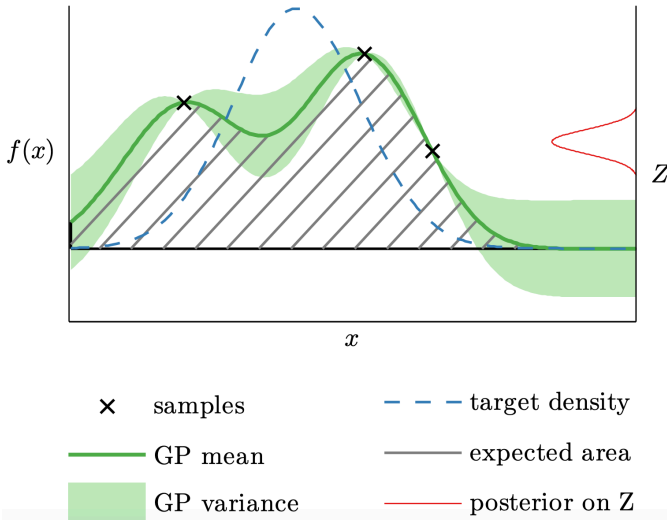 f(x)
Z
x
samples
target density
GP mean
expected area
GP variance
posterior on Z